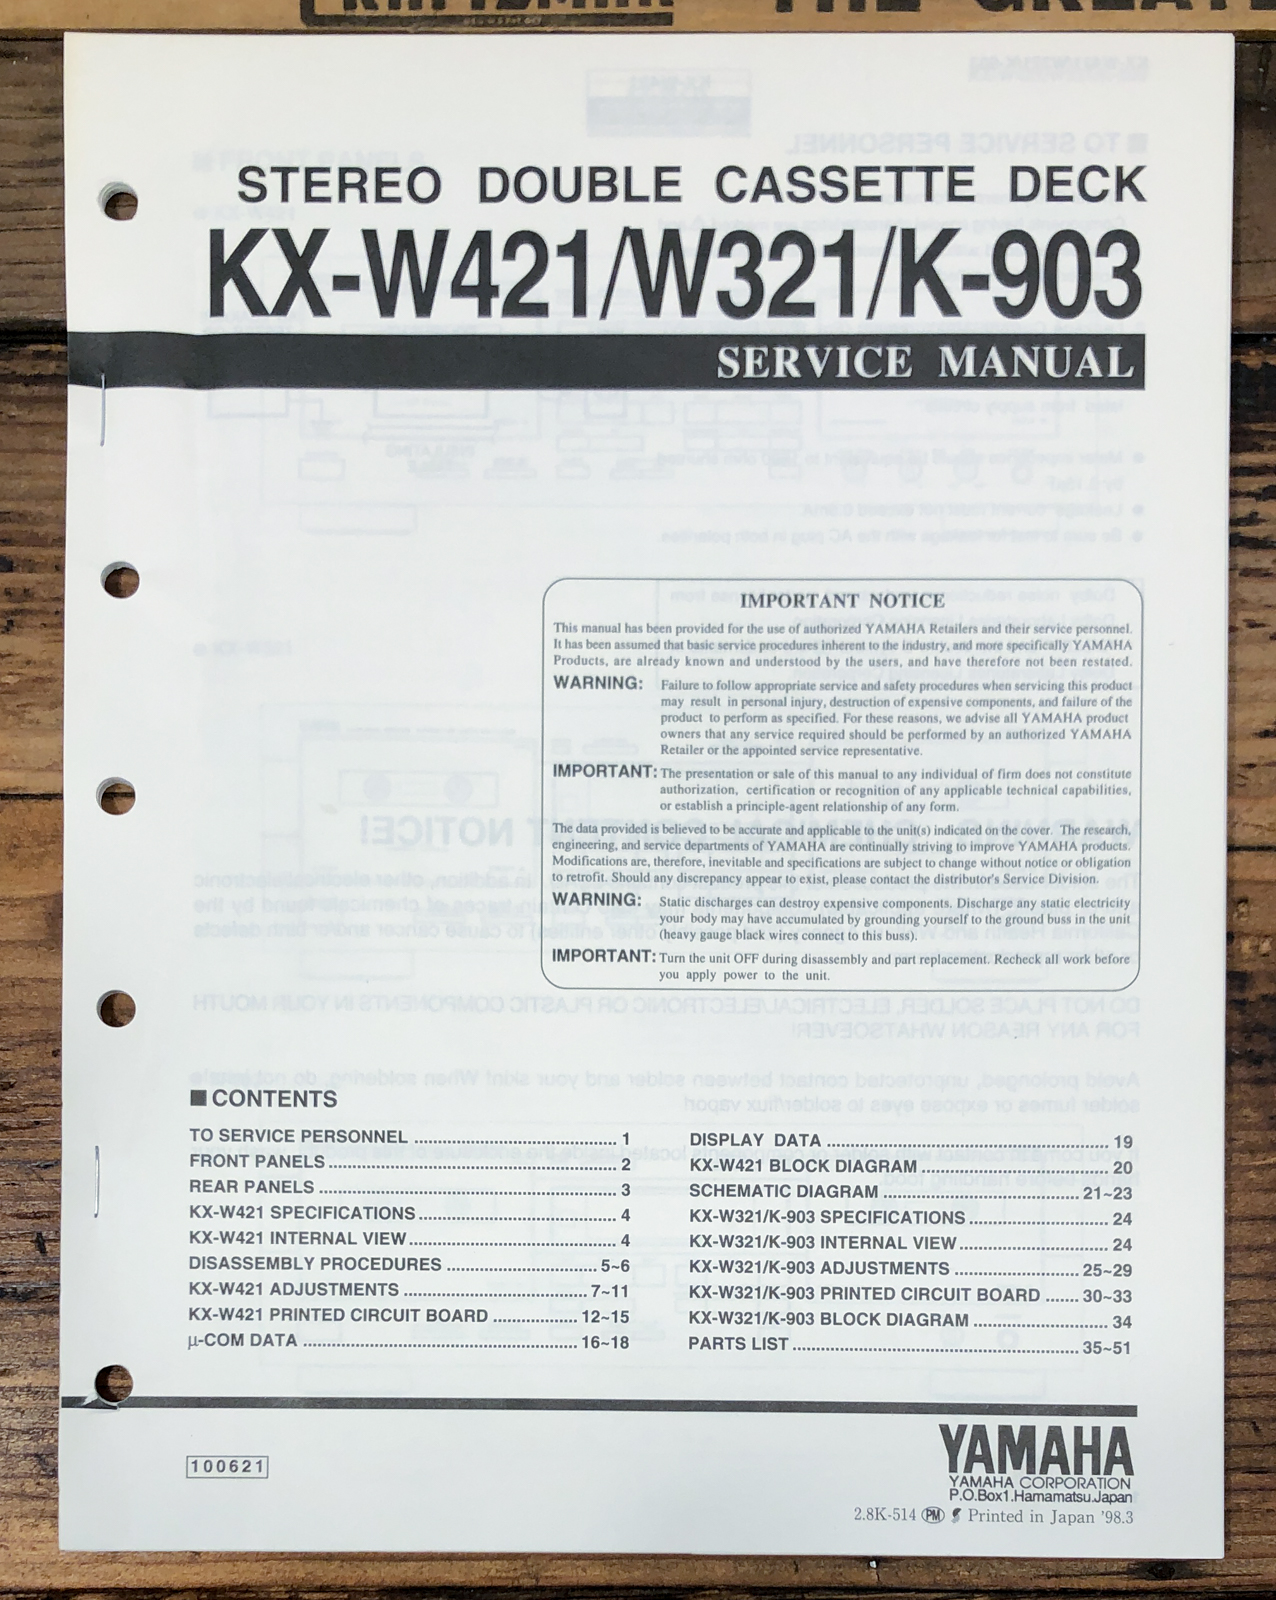 STEREO DOUBLE CASSETTE DECK
KX-W421/W321/K-903
SERVICE MANUAL
IMPORTANT NOTICE
This manual has been provided for the use of authorized YAMAHA Retailers and their service personnel.
It has been assumed that basic service procedures inherent to the industry, and more specifically YAMAHA
Products, are already known and understood by the users, and have therefore not been restated.
WARNING: Failure to follow appropriate service and safety procedures when servicing this product
may result in personal injury, destruction of expensive components, and failure of the
product to perform as specified. For these reasons, we advise all YAMAHA product
owners that any service required should be performed by an authorized YAMAHA
Retailer or the appointed service representative.
IMPORTANT: The presentation or sale of this manual to any individual of firm does not constitute
authorization, certification or recognition of any applicable technical capabilities,
or establish a principle-agent relationship of any form.
The data provided is believed to be accurate and applicable to the unit(s) indicated on the cover. The research,
engineering, and service departments of YAMAHA are continually striving to improve YAMAHA products.
Modifications are, therefore, inevitable and specifications are subject to change without notice or obligation
to retrofit. Should any discrepancy appear to exist, please contact the distributor's Service Division.
WARNING: Static discharges can destroy expensive components. Discharge any static electricity
your body may have accumulated by grounding yourself to the ground buss in the unit
(heavy gauge black wires connect to this buss).
IMPORTANT: Turn the unit OFF during disassembly and part replacement. Recheck all work before
you apply power to the unit.
■ CONTENTS
TO SERVICE PERSONNEL ........ 1
FRONT PANELS ........ 2
REAR PANELS ........ 3
KX-W421 SPECIFICATIONS ........ 4
KX-W421 INTERNAL VIEW ........ 4
DISASSEMBLY PROCEDURES ........ 5~6
KX-W421 ADJUSTMENTS ........ 7~11
KX-W421 PRINTED CIRCUIT BOARD ........ 12~15
μ-COM DATA ........ 16~18
DISPLAY DATA ........ 19
KX-W421 BLOCK DIAGRAM ........ 20
SCHEMATIC DIAGRAM ........ 21~23
KX-W321/K-903 SPECIFICATIONS ........ 24
KX-W321/K-903 INTERNAL VIEW ........ 24
KX-W321/K-903 ADJUSTMENTS ........ 25~29
KX-W321/K-903 PRINTED CIRCUIT BOARD ....... 30~33
KX-W321/K-903 BLOCK DIAGRAM ........ 34
PARTS LIST ........ 35~51
100621
YAMAHA
YAMAHA CORPORATION
P.O.Box1.Hamamatsu.Japan
2.8K-514 PM Printed in Japan '98.3